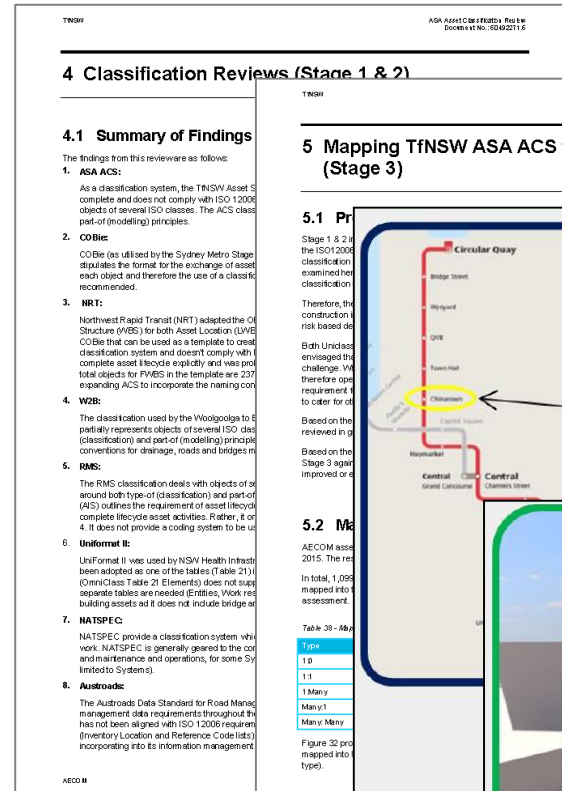 TfNSW
ASA Asset Classification Review
Document No.: 60492271.6
4 Classification Reviews (Stage 1 & 2)
4.1 Summary of Findings
The findings from this review are as follows:
1. ASA ACS:
As a classification system, the TfNSW Asset S
complete and does not comply with ISO 12006
objects of several ISO classes. The ACS class
part-of (modelling) principles.
2. COBie:
COBie (as utilised by the Sydney Metro Stage
stipulates the format for the exchange of asset
each object and therefore the use of a classific
recommended.
3. NRT:
Northwest Rapid Transit (NRT) adapted the O
Structure (WBS) for both Asset Location (LWB
COBie that can be used as a template to creat
classification system and doesn't comply with I
complete asset lifecycle explicitly and was pro
total objects for FWBS in the template are 237
expanding ACS to incorporate the naming con
4. W2B:
The classification used by the Woolgoolga to B
partially represents objects of several ISO clas
(classification) and part-of (modelling) principle
conventions for drainage, roads and bridges m
5. RMS:
The RMS classification deals with objects of se
around both type-of (classification) and part-of
(AIS) outlines the requirement of asset lifecycl
complete lifecycle asset activities. Rather, it or
4. It does not provide a coding system to be us
6. Uniformat II:
UniFormat II was used by NSW Health Infrastr
been adopted as one of the tables (Table 21) i
(OmniClass Table 21 Elements) does not supp
separate tables are needed (Entities, Work res
building assets ad it does not include bridge ar
7. NATSPEC:
NATSPEC provide a classification system whi
work. NATSPEC is generally geared to the cor
and maintenance and operations, for some Sy
limited to Systems).
8. Austroads:
The Austroads Data Standard for Road Manag
management data requirements throughout the
has not been aligned with ISO 12006 requirem
(Inventory Location and Reference Code lists)
incorporating into its information management
AECOM
TfNSW
5 Mapping TfNSW ASA ACS
(Stage 3)
5.1 Pr
Stage 1 & 2 i
the ISO12006
classification
examined her
classification
Therefore, the
construction i
risk based de
Both Uniclass
envisaged tha
challenge. W
therefore ope
requirement f
to cater for ot
Based on the
reviewed in g
Based on the
Stage 3 again
improved or e
5.2 Ma
AECOM asse
2015. The res
In total, 1,099
mapped into t
assessment.
Table 38 - Map
Type
1:0
1:1
1:Many
Many:1
Many: Many
Figure 32 pro
mapped into
type).
Circular Quay
Bridge Street
Wynyard
QVB
Town Hall
Chinatown
Capitol Square
Haymarket
Central
Grand Concourse
Central
Chalmers Street